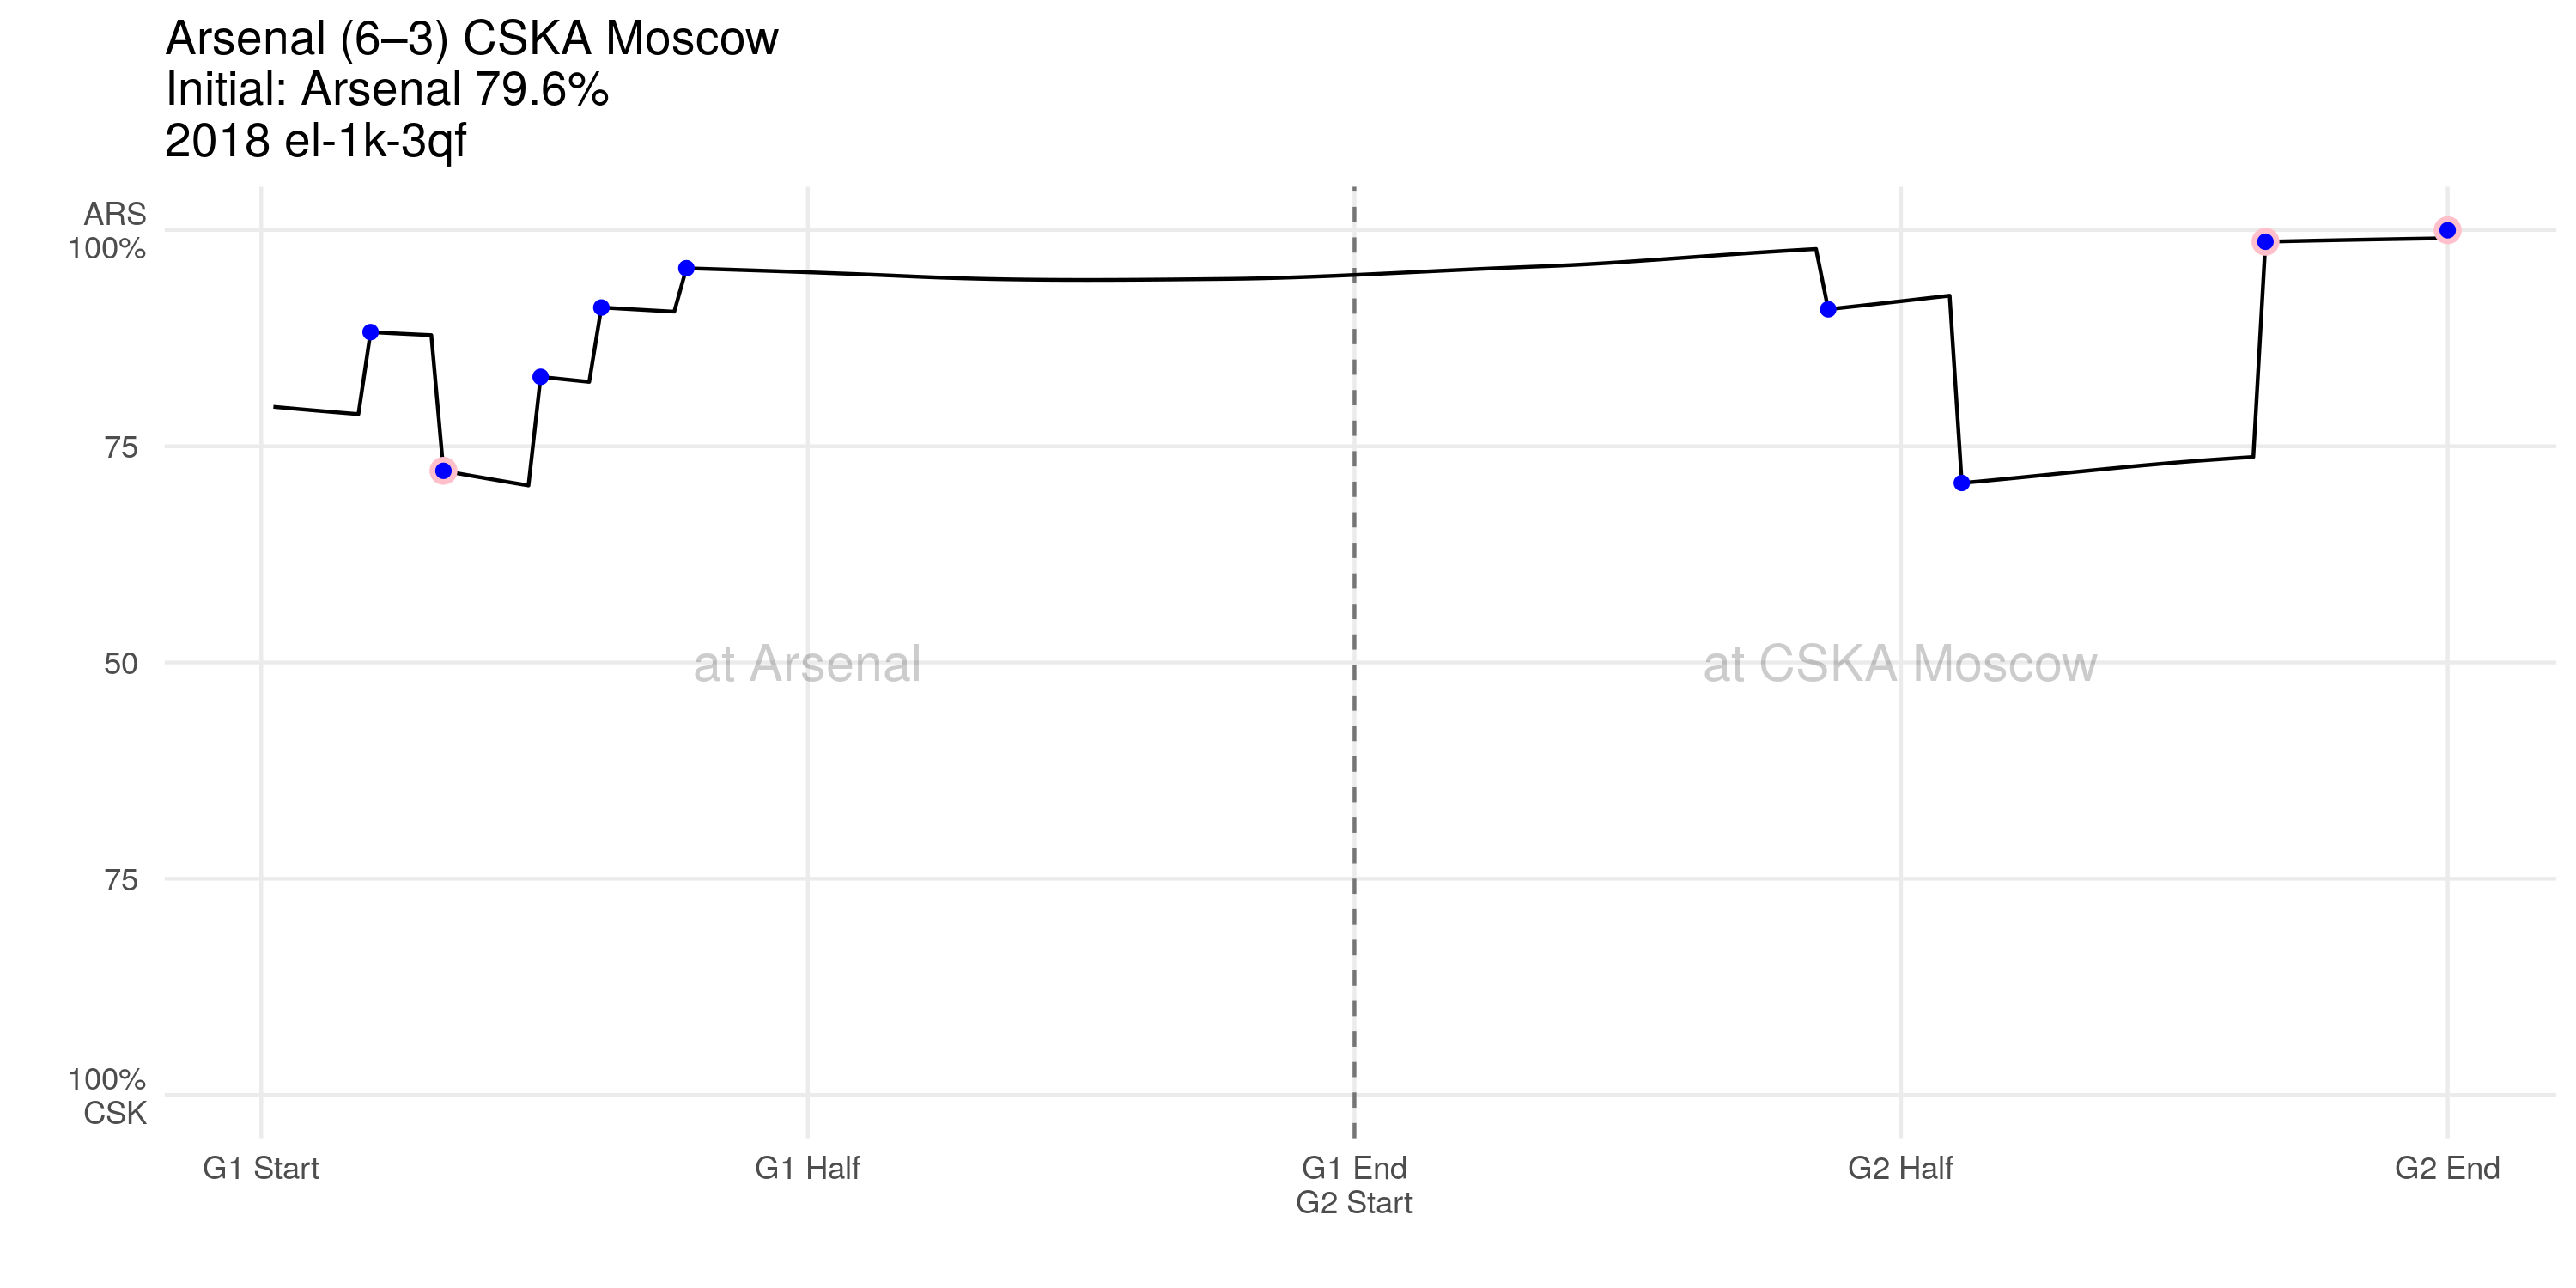 Arsenal (6–3) CSKA Moscow
Initial: Arsenal 79.6%
2018 el-1k-3qf
ARS
100%
75
50
75
100%
CSK
at Arsenal
at CSKA Moscow
G1 Start
G1 Half
G1 End
G2 Start
G2 Half
G2 End